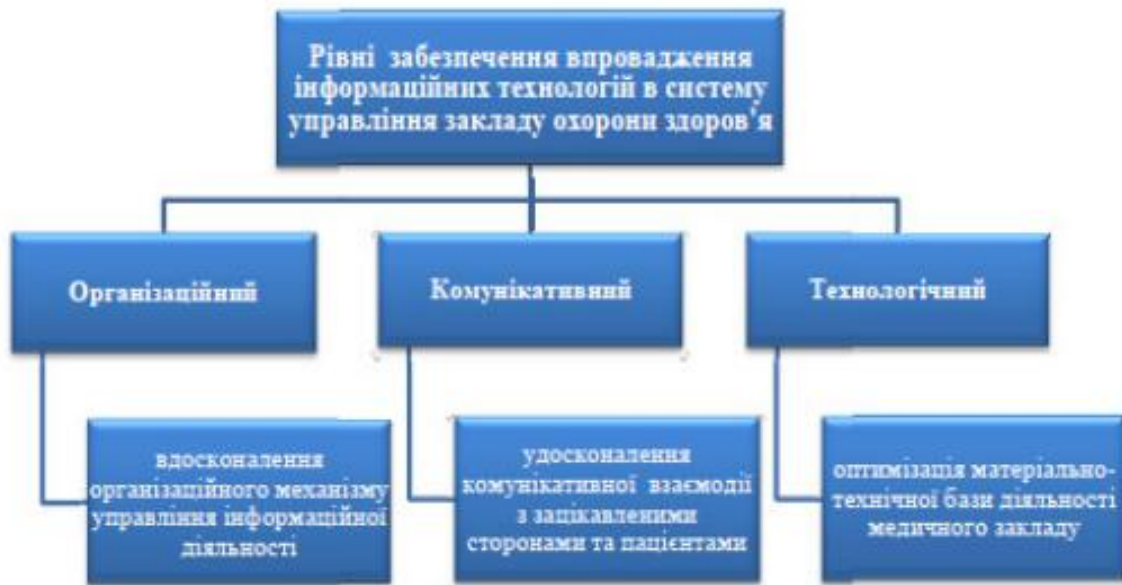 Рівні забезпечення впровадження
інформаційних технологій в систему
управління закладу охорони здоров'я
Організаційний
Комунікативний
Технологічний
вдосконалення
організаційного механізму
управління інформаційної
діяльності
удосконалення
комунікативної взаємодії
з зацікавленими
сторонами та пацієнтами
оптимізація матеріально-
технічної бази діяльності
медичного закладу